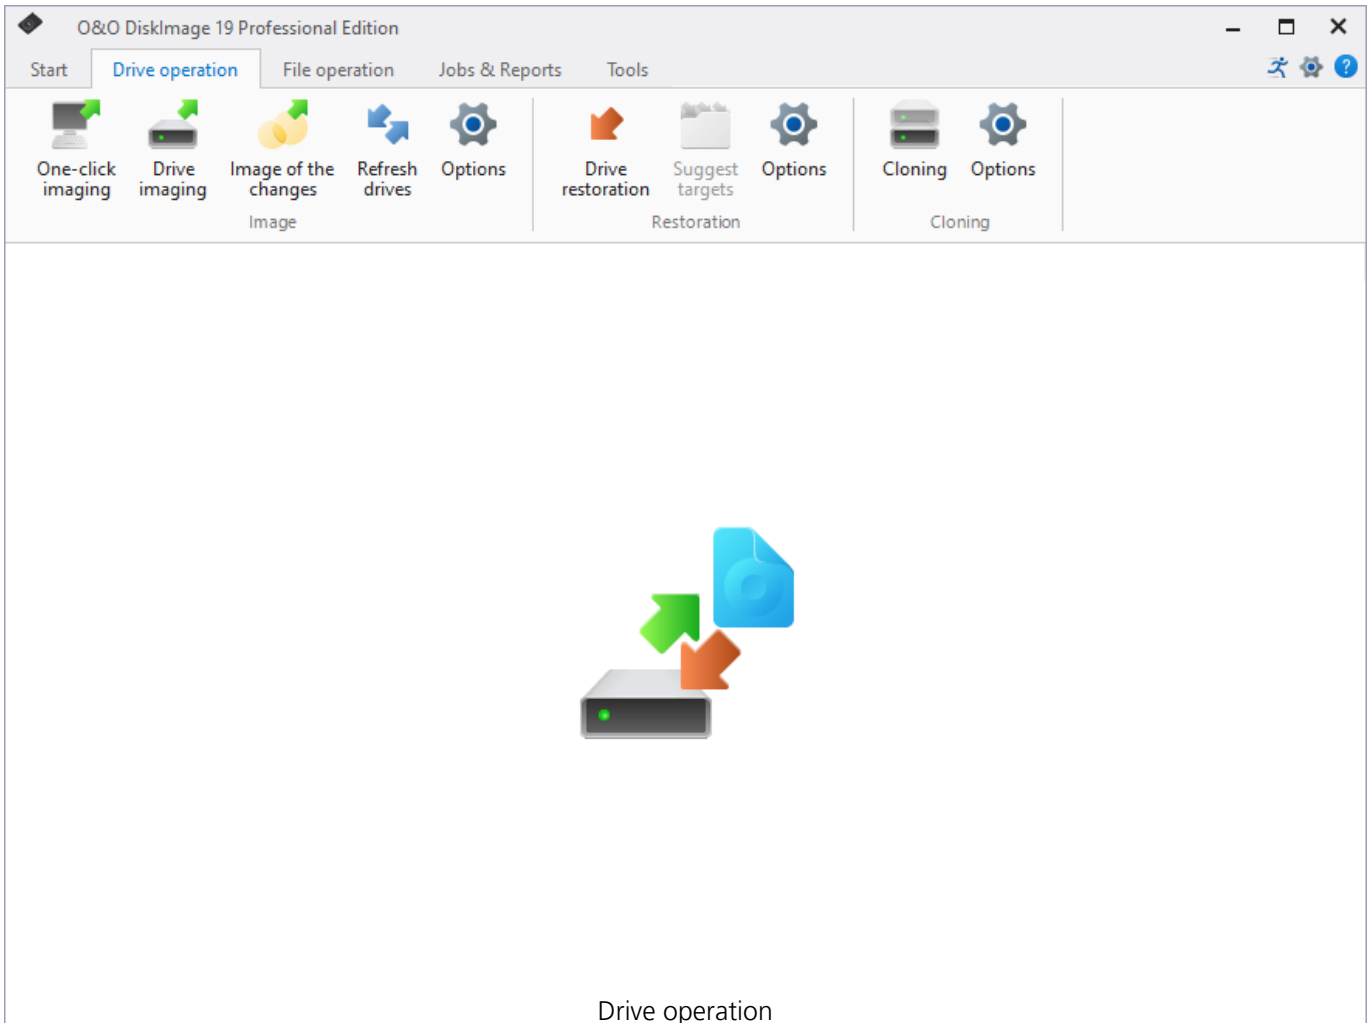 O&O DiskImage 19 Professional Edition
Start Drive operation File operation Jobs & Reports Tools
One-click imaging
Drive imaging
Image of the changes
Refresh drives
Options
Image
Drive restoration
Suggest targets
Options
Restoration
Cloning
Options
Cloning
Drive operation